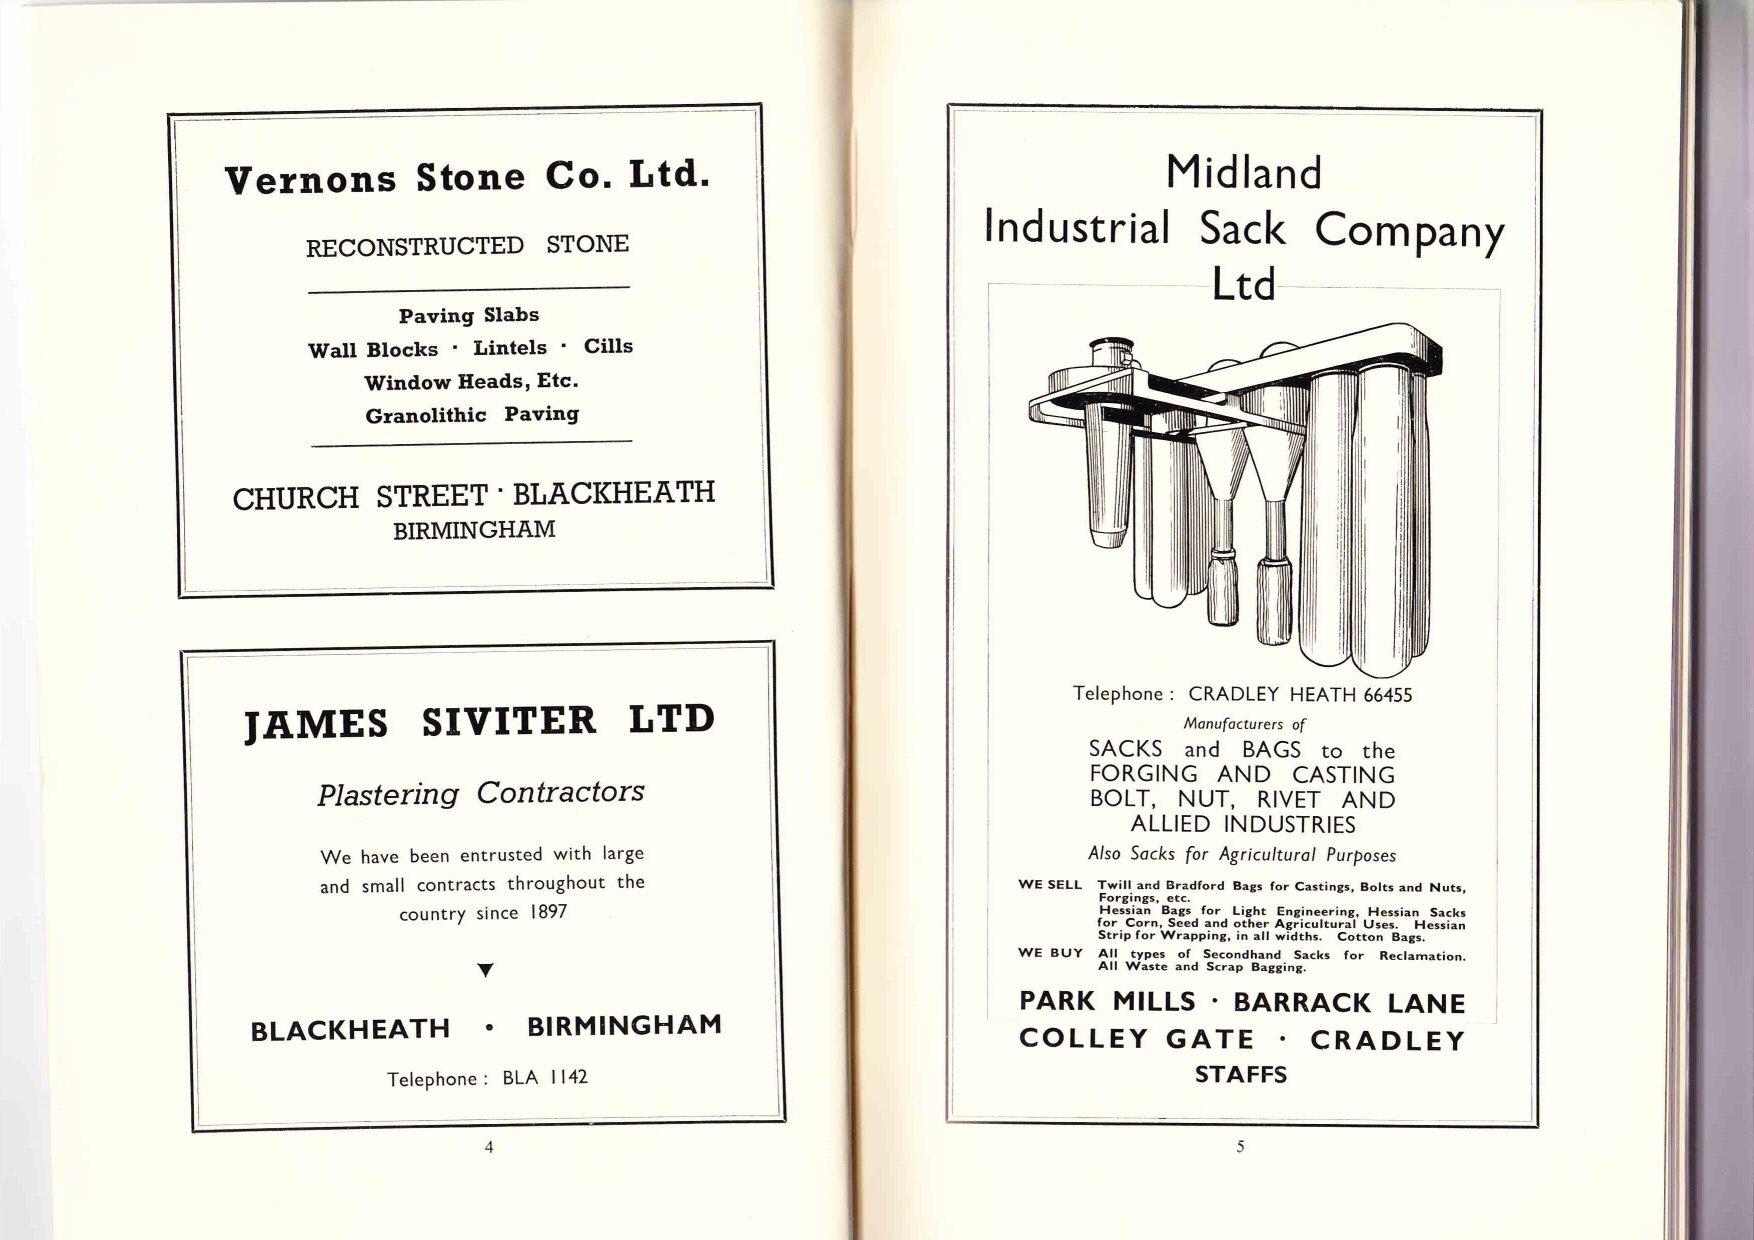 Vernons Stone Co. Ltd.
RECONSTRUCTED STONE
Paving Slabs
Wall Blocks · Lintels · Cills
Window Heads, Etc.
Granolithic Paving
CHURCH STREET · BLACKHEATH
BIRMINGHAM
JAMES SIVITER LTD
Plastering Contractors
We have been entrusted with large
and small contracts throughout the
country since 1897
BLACKHEATH • BIRMINGHAM
Telephone : BLA 1142
4
Midland
Industrial Sack Company
Ltd
Telephone : CRADLEY HEATH 66455
Manufacturers of
SACKS and BAGS to the
FORGING AND CASTING
BOLT, NUT, RIVET AND
ALLIED INDUSTRIES
Also Sacks for Agricultural Purposes
WE SELL Twill and Bradford Bags for Castings, Bolts and Nuts,
Forgings, etc.
Hessian Bags for Light Engineering, Hessian Sacks
for Corn, Seed and other Agricultural Uses. Hessian
Strip for Wrapping, in all widths. Cotton Bags.
WE BUY All types of Secondhand Sacks for Reclamation.
All Waste and Scrap Bagging.
PARK MILLS · BARRACK LANE
COLLEY GATE · CRADLEY
STAFFS
5